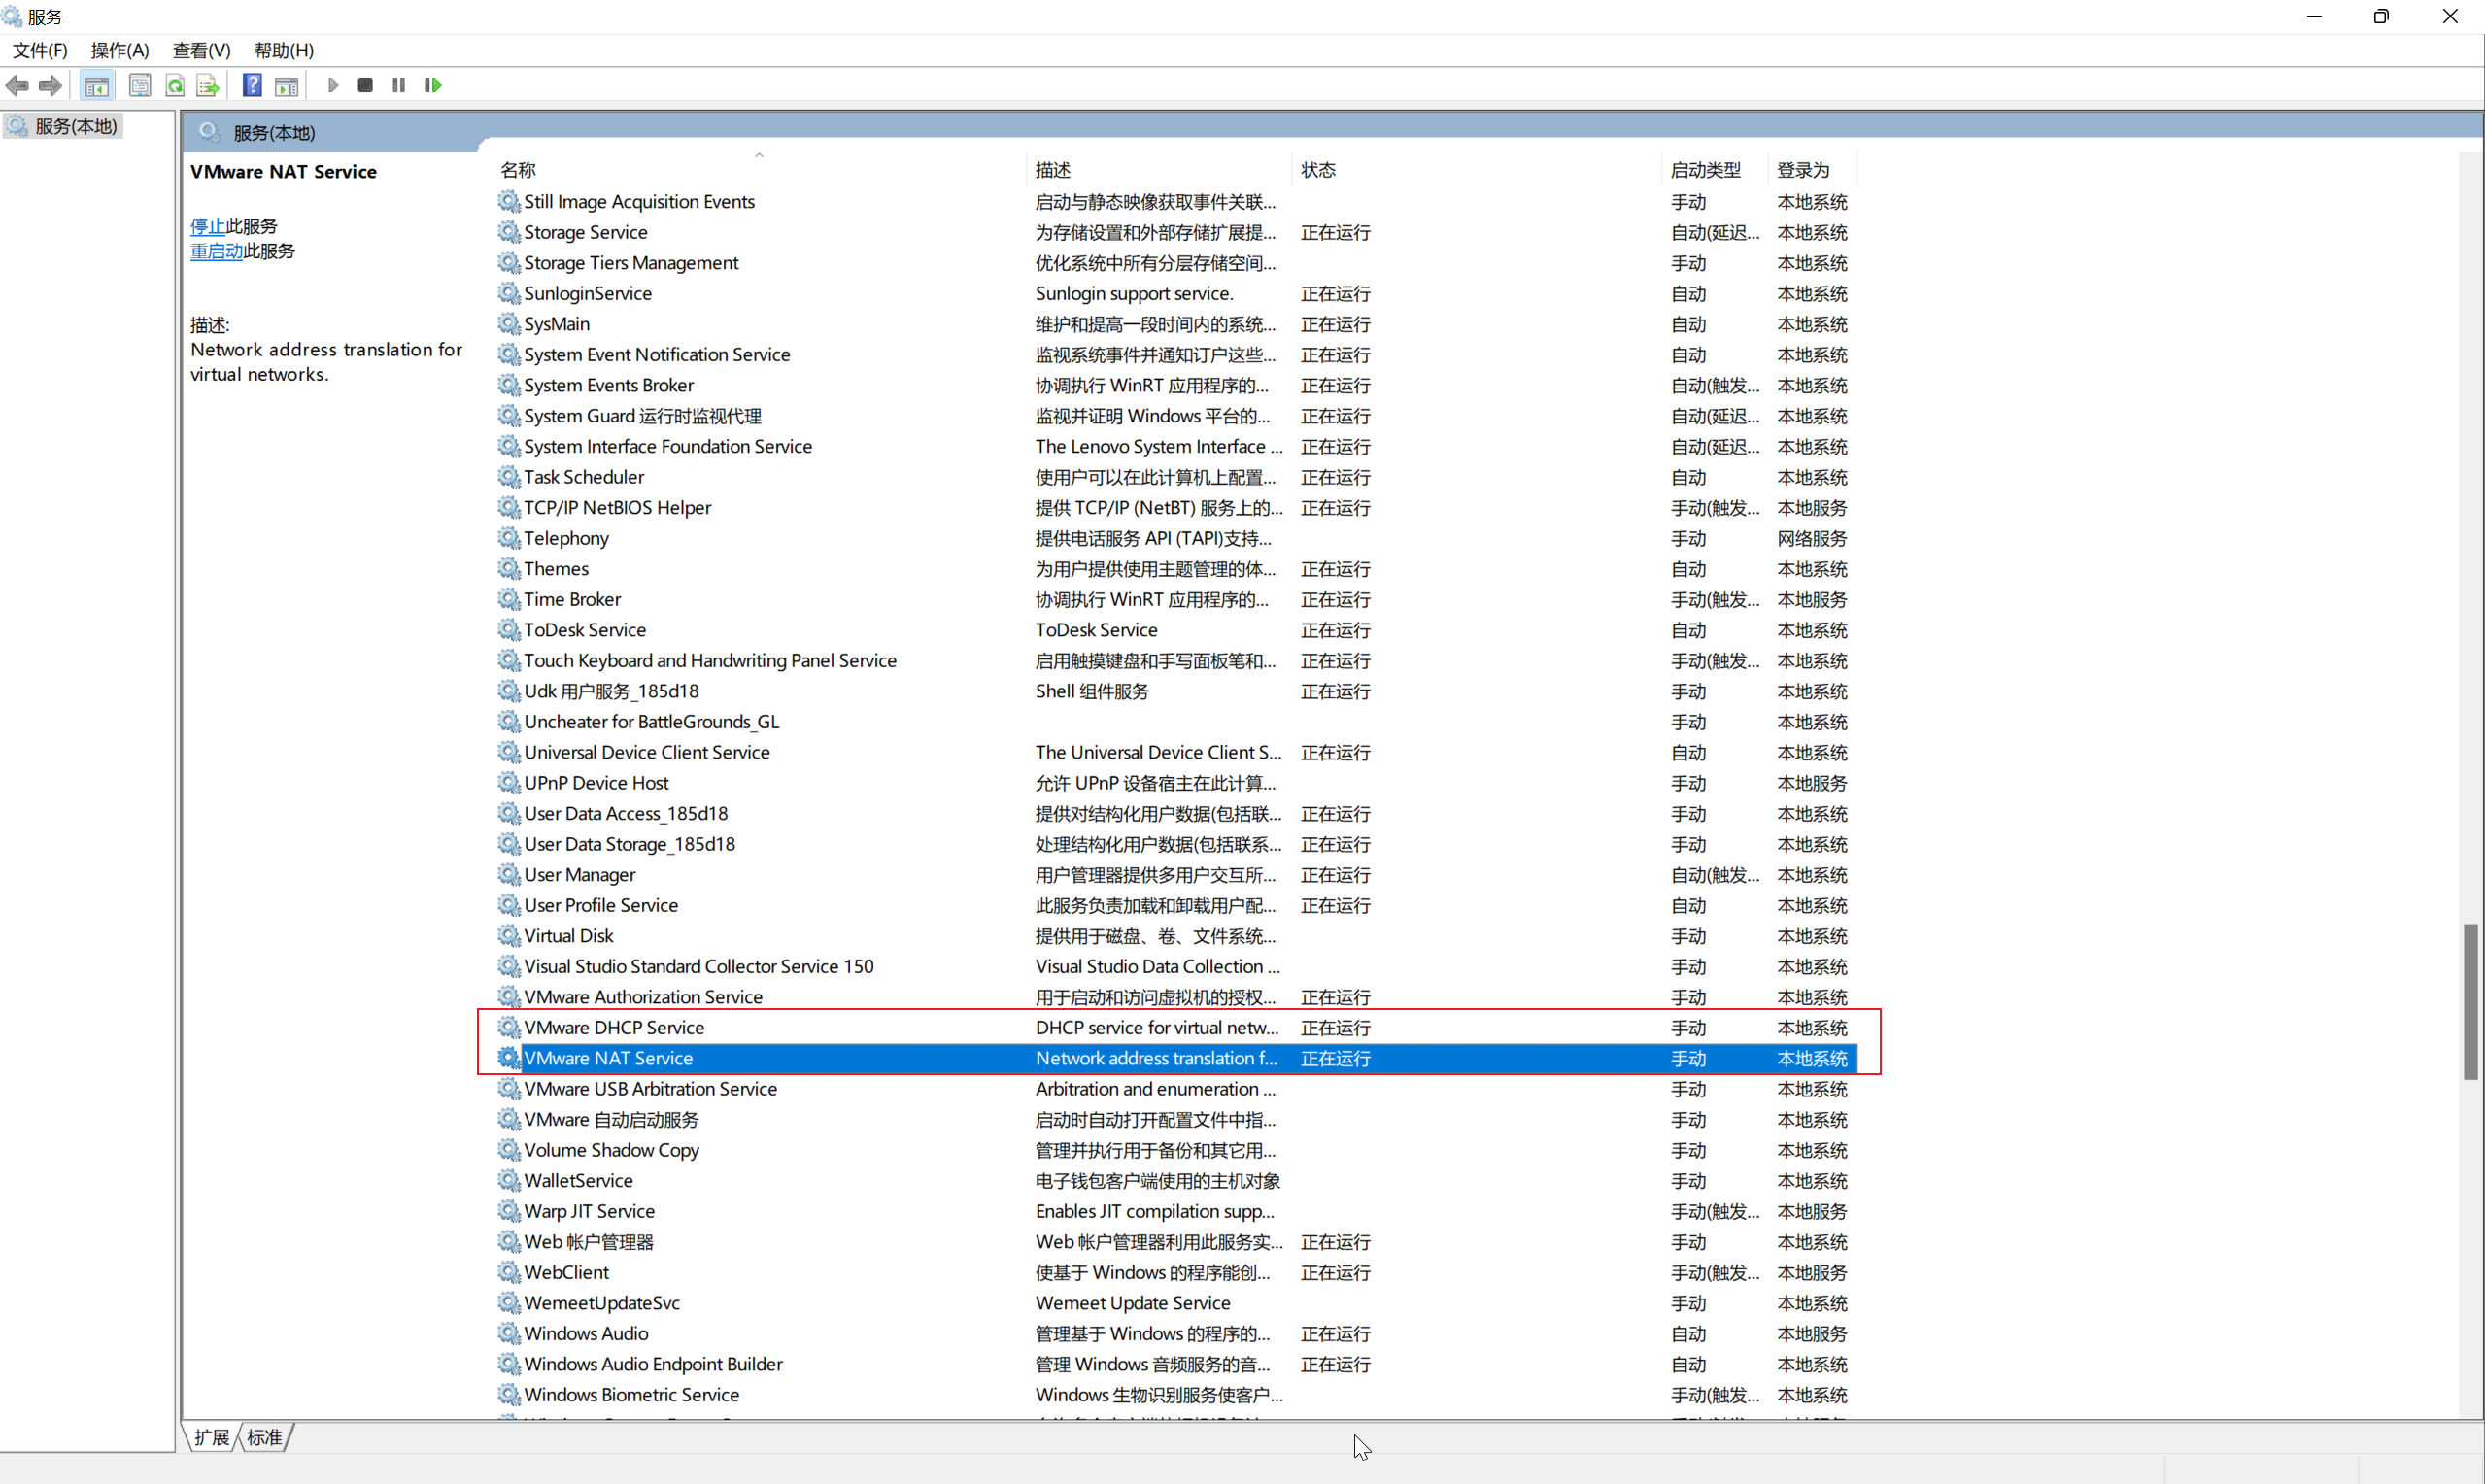 服务
文件(F) 操作(A) 查看(V) 帮助(H)
服务(本地)
服务(本地)
VMware NAT Service
停止此服务
重启动此服务
描述:
Network address translation for
virtual networks.
名称 描述 状态 启动类型 登录为
Still Image Acquisition Events 启动与静态映像获取事件关联... 手动 本地系统
Storage Service 为存储设置和外部存储扩展提... 正在运行 自动(延迟... 本地系统
Storage Tiers Management 优化系统中所有分层存储空间... 手动 本地系统
SunloginService Sunlogin support service. 正在运行 自动 本地系统
SysMain 维护和提高一段时间内的系统... 正在运行 自动 本地系统
System Event Notification Service 监视系统事件并通知订户这些... 正在运行 自动 本地系统
System Events Broker 协调执行 WinRT 应用程序的... 正在运行 自动(触发... 本地系统
System Guard 运行时监视代理 监视并证明 Windows 平台的... 正在运行 自动(延迟... 本地系统
System Interface Foundation Service The Lenovo System Interface ... 正在运行 自动(延迟... 本地系统
Task Scheduler 使用户可以在此计算机上配置... 正在运行 自动 本地系统
TCP/IP NetBIOS Helper 提供 TCP/IP (NetBT) 服务上的... 正在运行 手动(触发... 本地服务
Telephony 提供电话服务 API (TAPI)支持... 手动 网络服务
Themes 为用户提供使用主题管理的体... 正在运行 自动 本地系统
Time Broker 协调执行 WinRT 应用程序的... 正在运行 手动(触发... 本地服务
ToDesk Service ToDesk Service 正在运行 自动 本地系统
Touch Keyboard and Handwriting Panel Service 启用触摸键盘和手写面板笔和... 正在运行 手动(触发... 本地系统
Udk 用户服务_185d18 Shell 组件服务 正在运行 手动 本地系统
Uncheater for BattleGrounds_GL 手动 本地系统
Universal Device Client Service The Universal Device Client S... 正在运行 自动 本地系统
UPnP Device Host 允许 UPnP 设备宿主在此计算... 手动 本地服务
User Data Access_185d18 提供对结构化用户数据(包括联... 正在运行 手动 本地系统
User Data Storage_185d18 处理结构化用户数据(包括联系... 正在运行 手动 本地系统
User Manager 用户管理器提供多用户交互所... 正在运行 自动(触发... 本地系统
User Profile Service 此服务负责加载和卸载用户配... 正在运行 自动 本地系统
Virtual Disk 提供用于磁盘、卷、文件系统... 手动 本地系统
Visual Studio Standard Collector Service 150 Visual Studio Data Collection ... 手动 本地系统
VMware Authorization Service 用于启动和访问虚拟机的授权... 正在运行 手动 本地系统
VMware DHCP Service DHCP service for virtual netw... 正在运行 手动 本地系统
VMware NAT Service Network address translation f... 正在运行 手动 本地系统
VMware USB Arbitration Service Arbitration and enumeration ... 手动 本地系统
VMware 自动启动服务 启动时自动打开配置文件中指... 手动 本地系统
Volume Shadow Copy 管理并执行用于备份和其它用... 手动 本地系统
WalletService 电子钱包客户端使用的主机对象 手动 本地系统
Warp JIT Service Enables JIT compilation supp... 手动(触发... 本地服务
Web 帐户管理器 Web 帐户管理器利用此服务实... 正在运行 手动 本地系统
WebClient 使基于 Windows 的程序能创... 正在运行 手动(触发... 本地服务
WemeetUpdateSvc Wemeet Update Service 手动 本地系统
Windows Audio 管理基于 Windows 的程序的... 正在运行 自动 本地服务
Windows Audio Endpoint Builder 管理 Windows 音频服务的音... 正在运行 自动 本地系统
Windows Biometric Service Windows 生物识别服务使客户... 手动(触发... 本地系统
扩展 标准